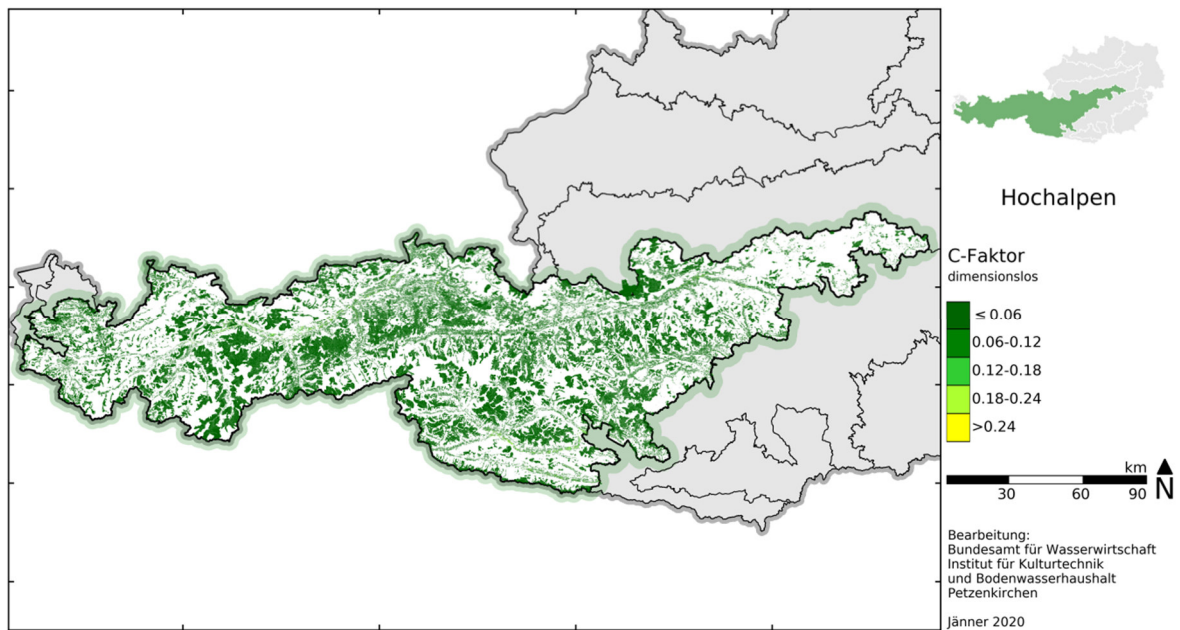 Hochalpen
C-Faktor
dimensionslos
≤ 0.06
0.06-0.12
0.12-0.18
0.18-0.24
>0.24
km
30 60 90 N
Bearbeitung:
Bundesamt für Wasserwirtschaft
Institut für Kulturtechnik
und Bodenwasserhaushalt
Petzenkirchen
Jänner 2020